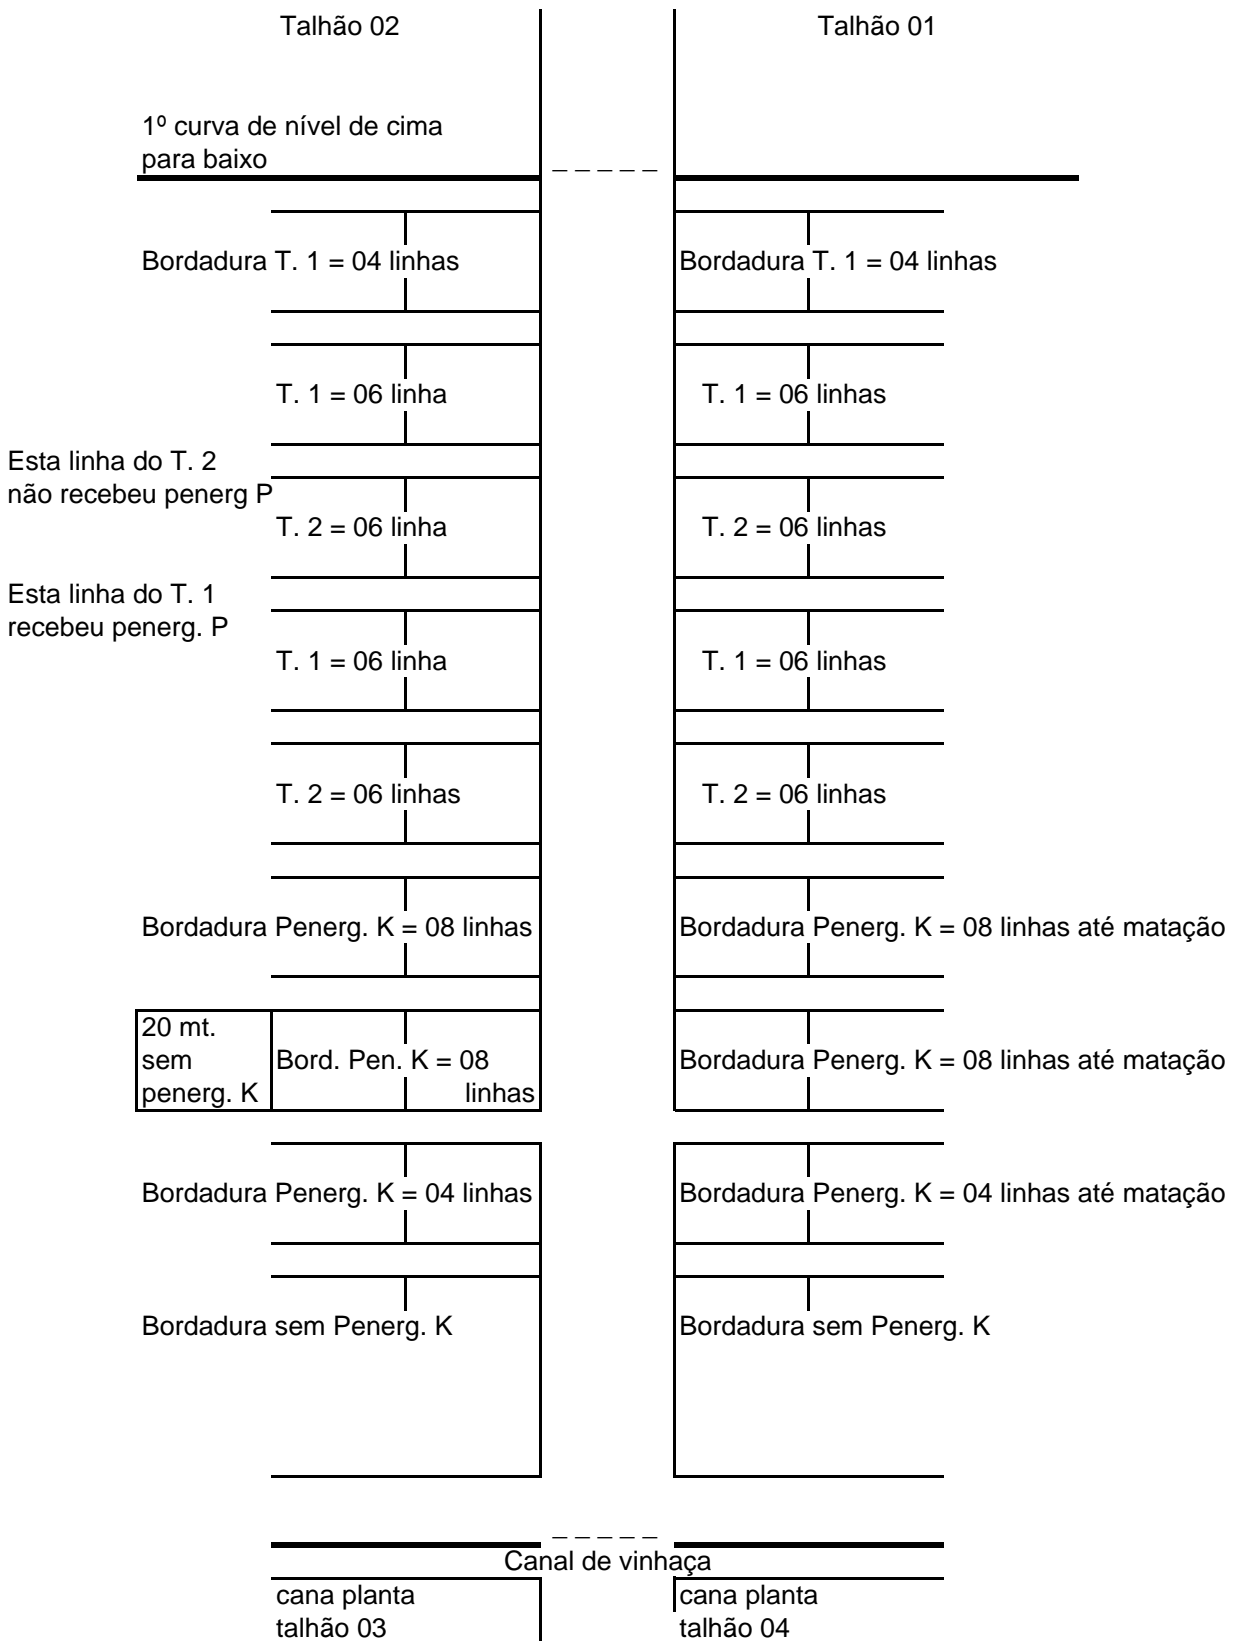 Talhão 02
Talhão 01
1º curva de nível de cima
para baixo
Bordadura T. 1 = 04 linhas
Bordadura T. 1 = 04 linhas
T. 1 = 06 linha
T. 1 = 06 linhas
Esta linha do T. 2
não recebeu penerg P
T. 2 = 06 linha
T. 2 = 06 linhas
Esta linha do T. 1
recebeu penerg. P
T. 1 = 06 linha
T. 1 = 06 linhas
T. 2 = 06 linhas
T. 2 = 06 linhas
Bordadura Penerg. K = 08 linhas
Bordadura Penerg. K = 08 linhas até matação
20 mt.
sem
penerg. K
Bord. Pen. K = 08
linhas
Bordadura Penerg. K = 08 linhas até matação
Bordadura Penerg. K = 04 linhas
Bordadura Penerg. K = 04 linhas até matação
Bordadura sem Penerg. K
Bordadura sem Penerg. K
Canal de vinhaça
cana planta
talhão 03
cana planta
talhão 04